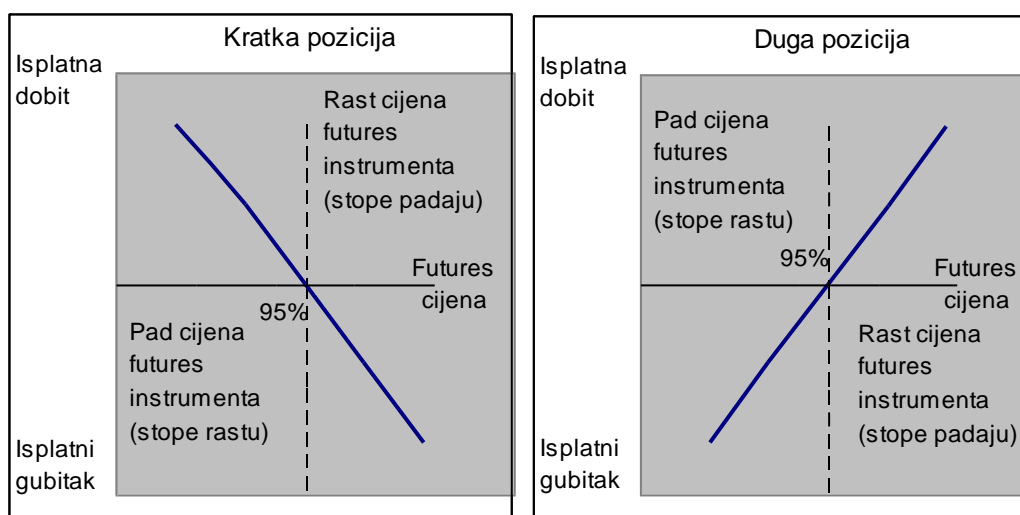 Kratka pozicija
Isplatna
dobit
Rast cijena
futures
instrumenta
(stope padaju)
Futures
cijena
95%
Pad cijena
futures
instrumenta
(stope rastu)
Isplatni
gubitak
Duga pozicija
Isplatna
dobit
Pad cijena
futures
instrumenta
(stope rastu)
95%
Futures
cijena
Rast cijena
futures
instrumenta
(stope padaju)
Isplatni
gubitak